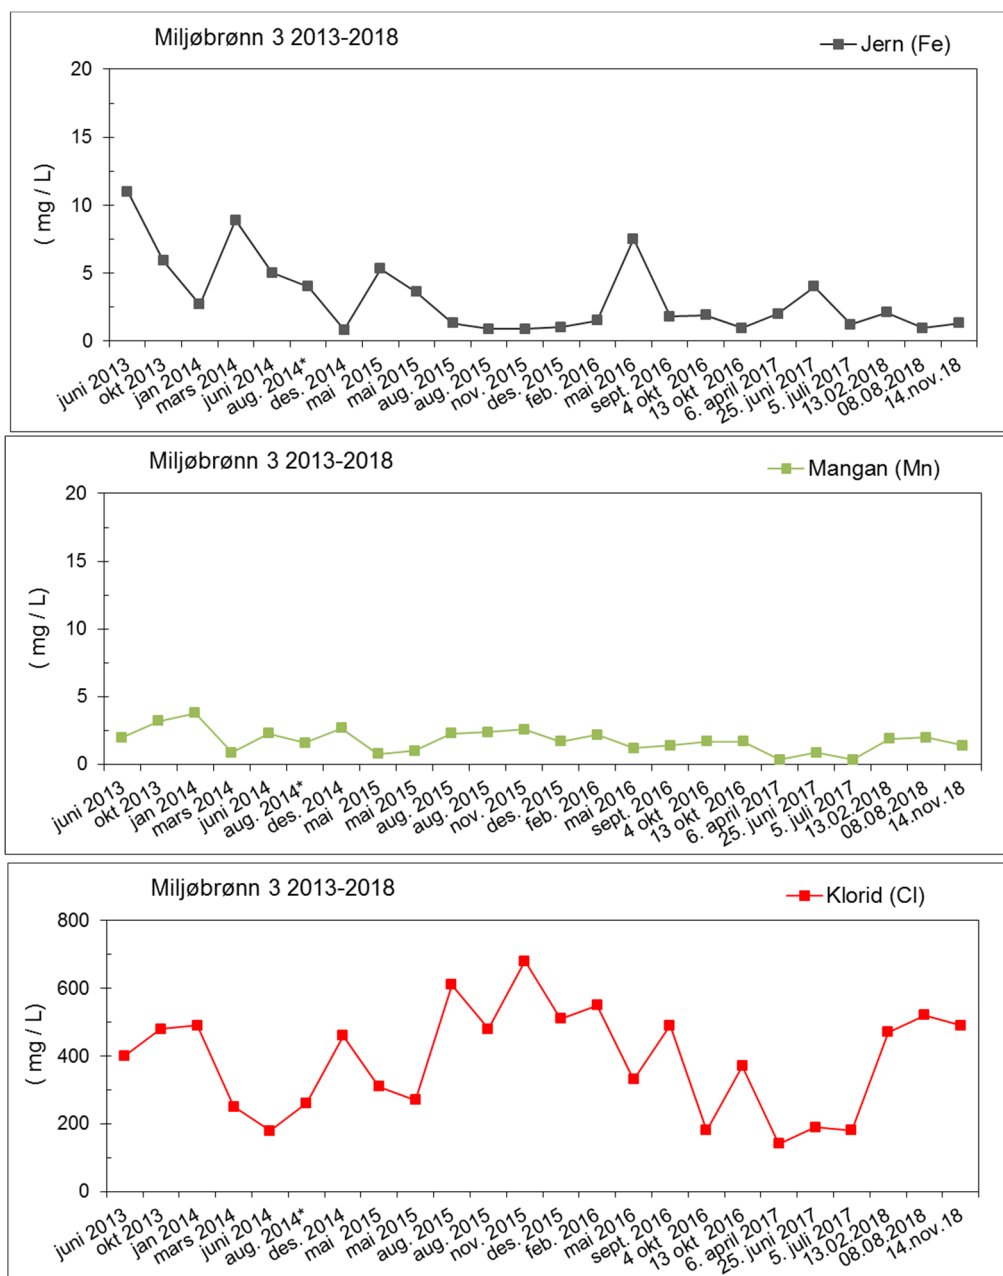 Miljøbrønn 3 2013-2018
Jern (Fe)
( mg / L)
20
15
10
5
0
juni 2013
okt 2013
jan 2014
mars 2014
juni 2014
aug. 2014*
des. 2014
mai 2015
mai 2015
aug. 2015
aug. 2015
nov. 2015
des. 2015
feb. 2016
mai 2016
sept. 2016
4 okt 2016
13 okt 2016
6. april 2017
25. juni 2017
5. juli 2017
13.02.2018
08.08.2018
14.nov.18
Miljøbrønn 3 2013-2018
Mangan (Mn)
( mg / L)
20
15
10
5
0
juni 2013
okt 2013
jan 2014
mars 2014
juni 2014
aug. 2014*
des. 2014
mai 2015
mai 2015
aug. 2015
aug. 2015
nov. 2015
des. 2015
feb. 2016
mai 2016
sept. 2016
4 okt 2016
13 okt 2016
6. april 2017
25. juni 2017
5. juli 2017
13.02.2018
08.08.2018
14.nov.18
Miljøbrønn 3 2013-2018
Klorid (Cl)
( mg / L)
800
600
400
200
0
juni 2013
okt 2013
jan 2014
mars 2014
juni 2014
aug. 2014*
des. 2014
mai 2015
mai 2015
aug. 2015
aug. 2015
nov. 2015
des. 2015
feb. 2016
mai 2016
sept. 2016
4 okt 2016
13 okt 2016
6. april 2017
25. juni 2017
5. juli 2017
13.02.2018
08.08.2018
14.nov.18